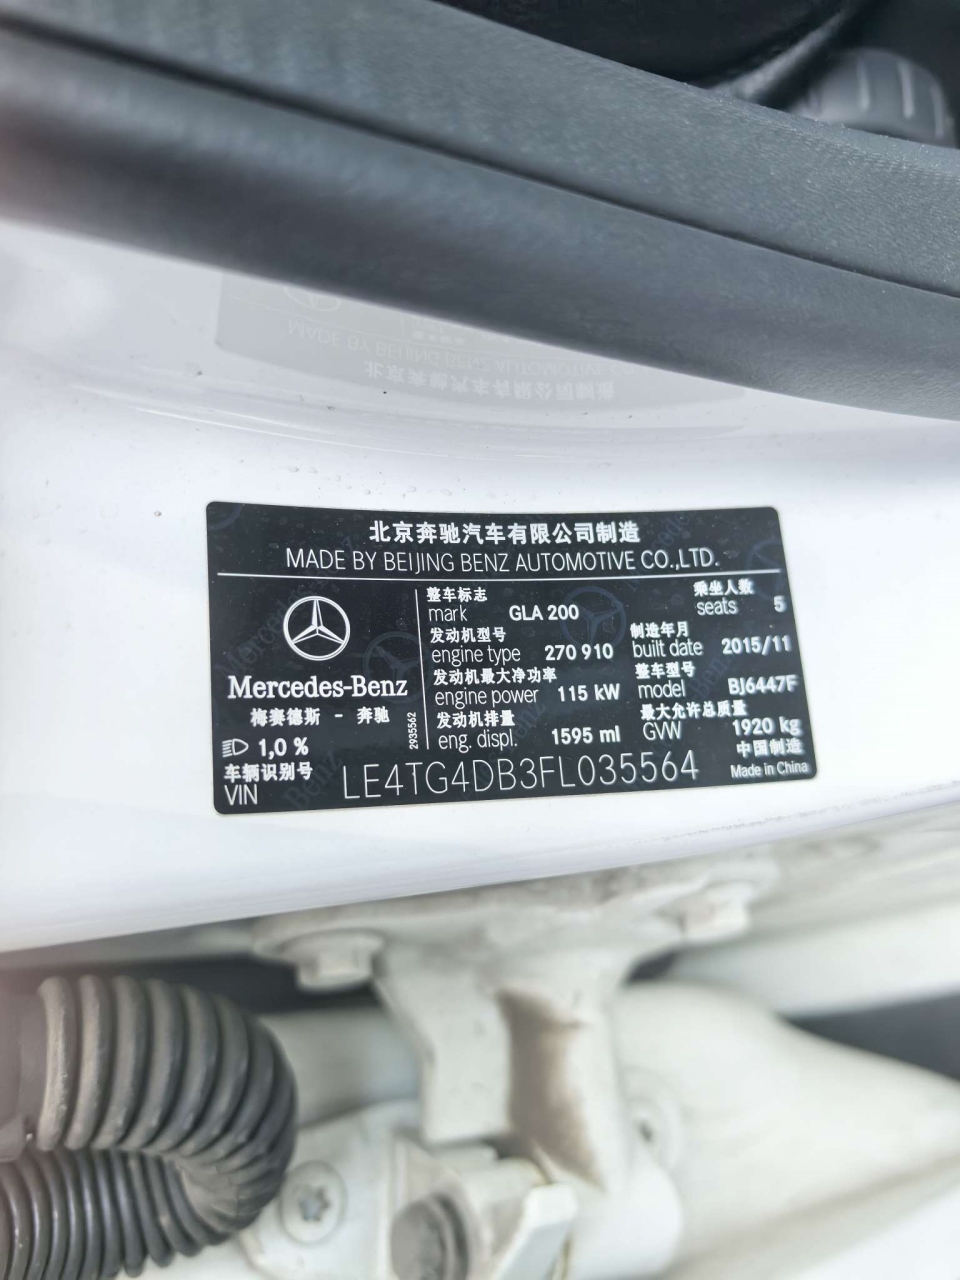 北京奔驰汽车有限公司制造
MADE BY BEIJING BENZ AUTOMOTIVE CO.,LTD.
Mercedes-Benz
梅赛德斯 - 奔驰
2935562
1,0 %
整车标志
mark GLA 200
乘坐人数
seats 5
发动机型号
engine type 270 910
制造年月
built date 2015/11
发动机最大净功率
engine power 115 kW
整车型号
model BJ6447F
发动机排量
eng. displ. 1595 ml
最大允许总质量
GVW 1920 kg
车辆识别号
VIN LE4TG4DB3FL035564
中国制造
Made in China